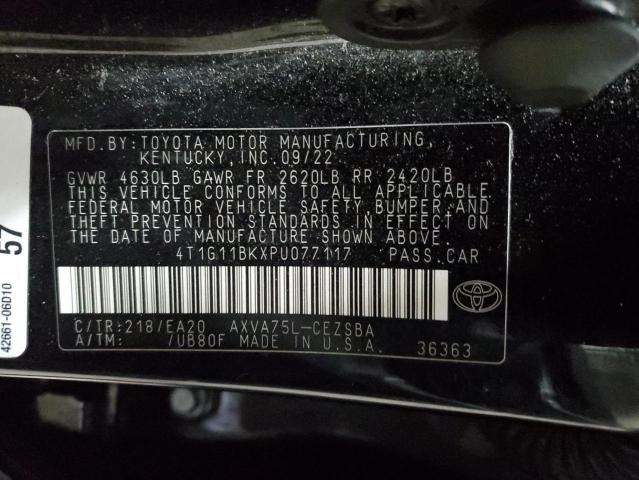 MFD.BY:TOYOTA MOTOR MANUFACTURING,
KENTUCKY,INC.09/22
GVWR 4630LB GAWR FR 2620LB RR 2420LB
THIS VEHICLE CONFORMS TO ALL APPLICABLE
FEDERAL MOTOR VEHICLE SAFETY, BUMPER, AND
THEFT PREVENTION STANDARDS IN EFFECT ON
THE DATE OF MANUFACTURE SHOWN ABOVE.
4T1G11BKXPU077117 PASS.CAR
C/TR:218/EA20 AXVA75L-CEZSBA
A/TM: /UB80F MADE IN U.S.A. 36363
57
42661-06D10